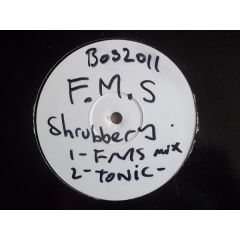 Bos2011
F.M.S
Shrubbery.
1-FMS mix
2-TONIC-